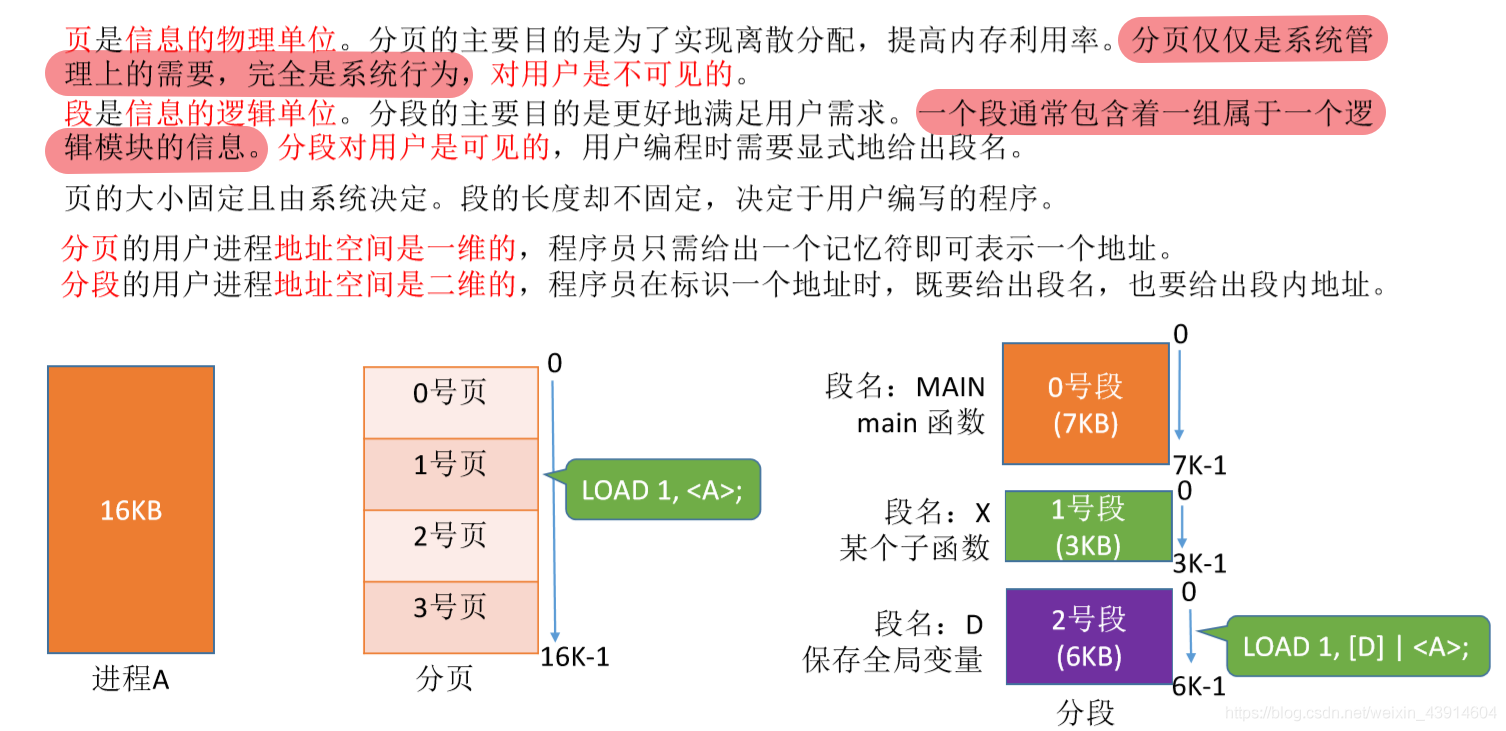 页是信息的物理单位。分页的主要目的是为了实现离散分配，提高内存利用率。分页仅仅是系统管
理上的需要，完全是系统行为，对用户是不可见的。
段是信息的逻辑单位。分段的主要目的是更好地满足用户需求。一个段通常包含着一组属于一个逻
辑模块的信息。分段对用户是可见的，用户编程时需要显式地给出段名。
页的大小固定且由系统决定。段的长度却不固定，决定于用户编写的程序。
分页的用户进程地址空间是一维的，程序员只需给出一个记忆符即可表示一个地址。
分段的用户进程地址空间是二维的，程序员在标识一个地址时，既要给出段名，也要给出段内地址。
16KB
进程A
0
0号页
1号页
2号页
3号页
LOAD 1, <A>;
16K-1
分页
段名：MAIN
main 函数
0
0号段
(7KB)
7K-1
段名：X
某个子函数
0
1号段
(3KB)
3K-1
段名：D
保存全局变量
0
2号段
(6KB)
6K-1
LOAD 1, [D] | <A>;
分段
https://blog.csdn.net/weixin_43914604